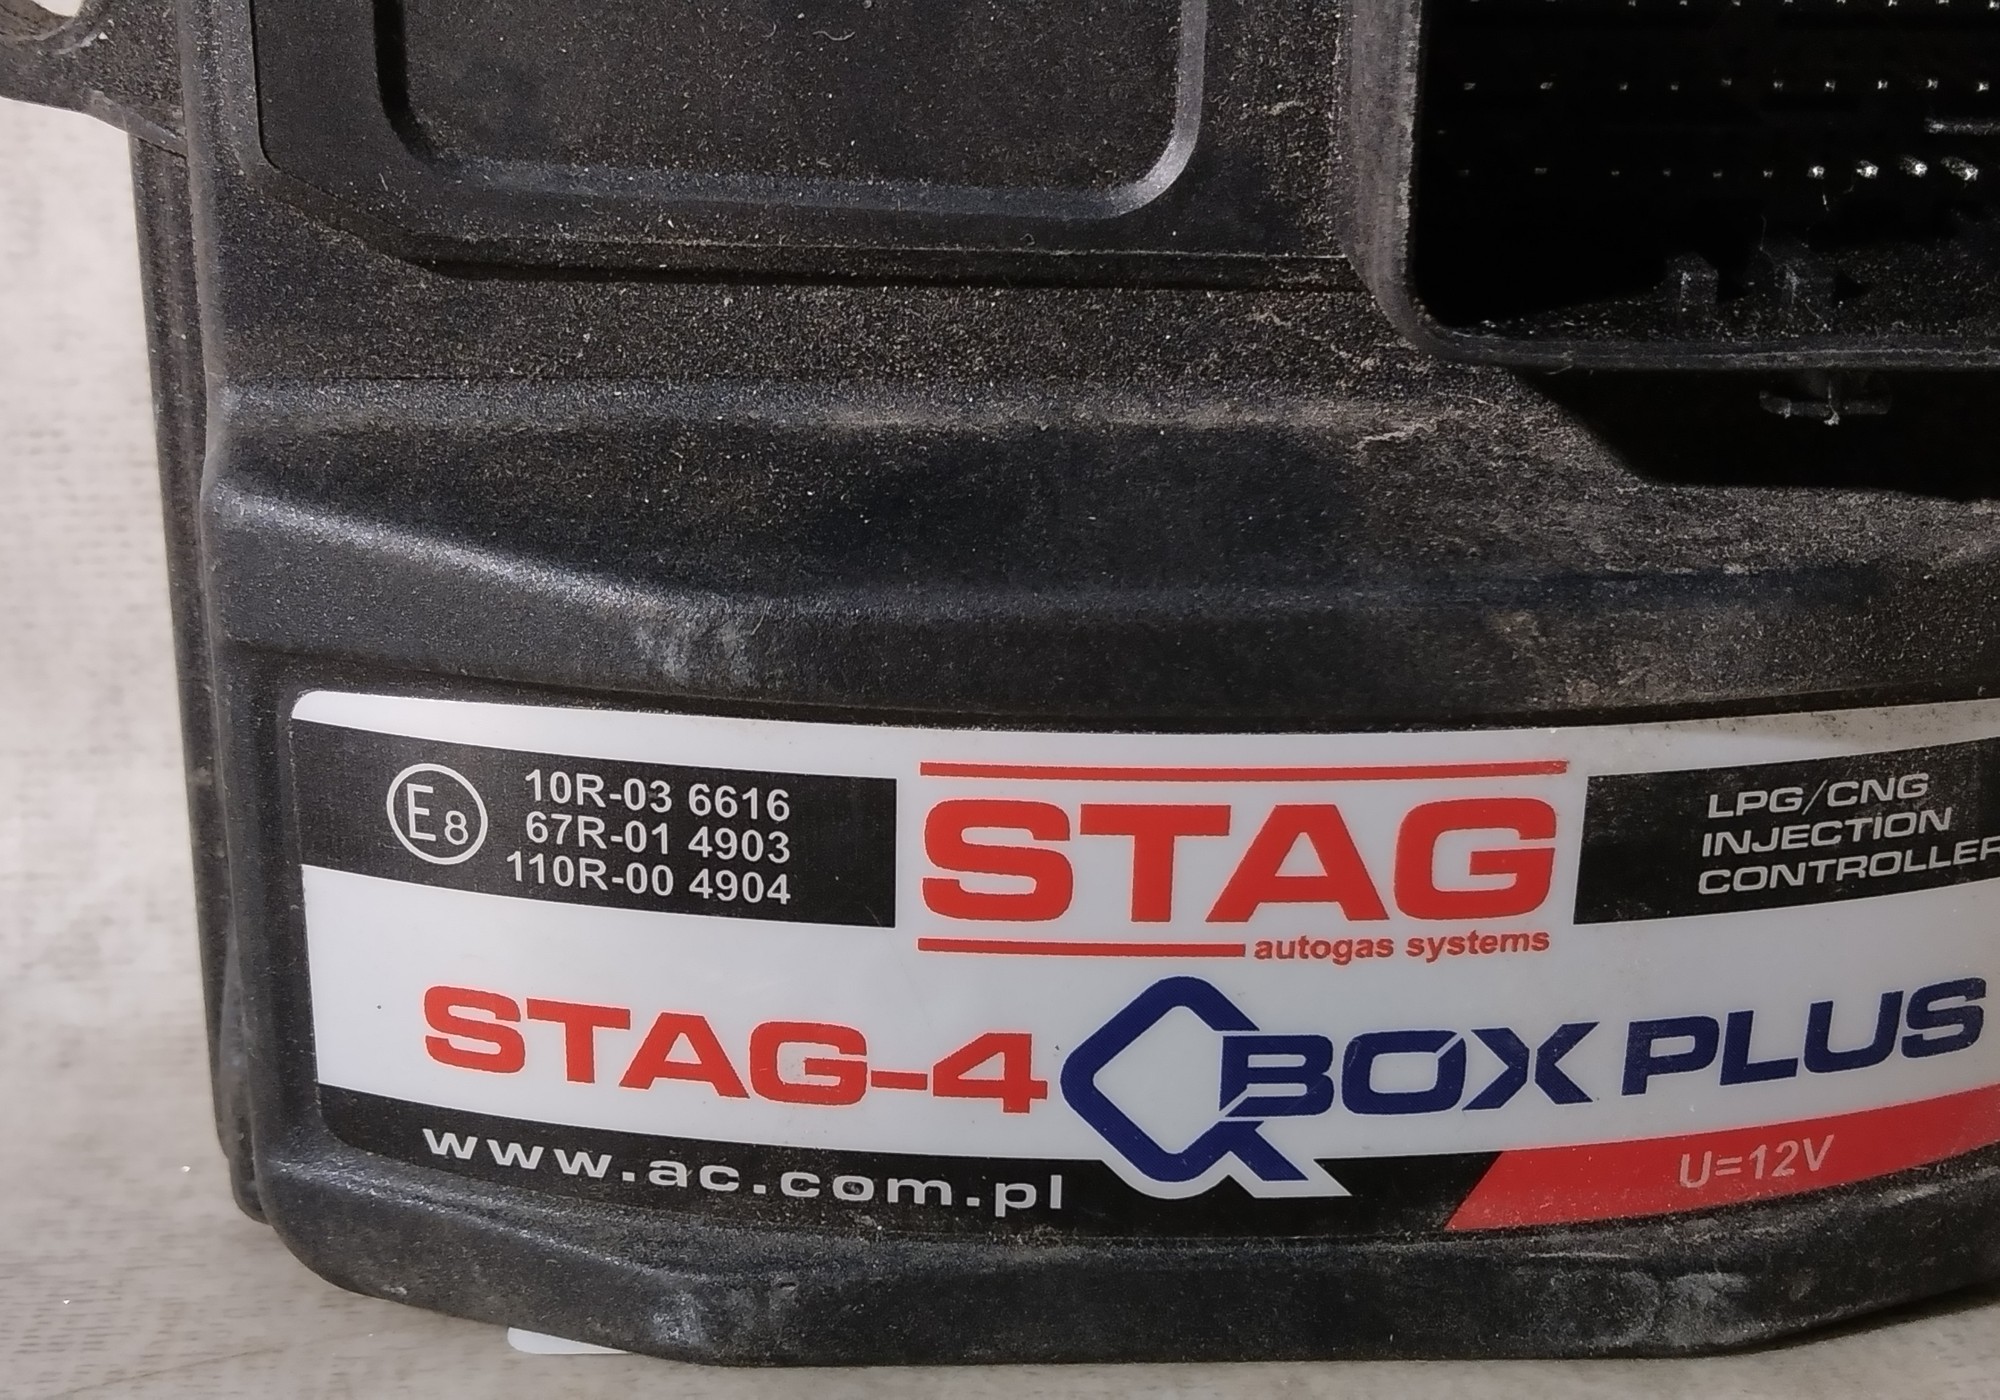 E8
10R-03 6616
67R-01 4903
110R-00 4904
STAG
autogas systems
LPG/CNG
INJECTION
CONTROLLER
STAG-4 QBOX PLUS
www.ac.com.pl
U=12V